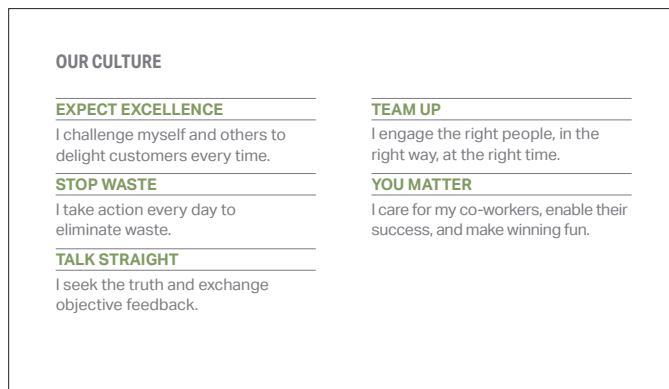 OUR CULTURE
EXPECT EXCELLENCE
I challenge myself and others to
delight customers every time.
STOP WASTE
I take action every day to
eliminate waste.
TALK STRAIGHT
I seek the truth and exchange
objective feedback.
TEAM UP
I engage the right people, in the
right way, at the right time.
YOU MATTER
I care for my co-workers, enable their
success, and make winning fun.